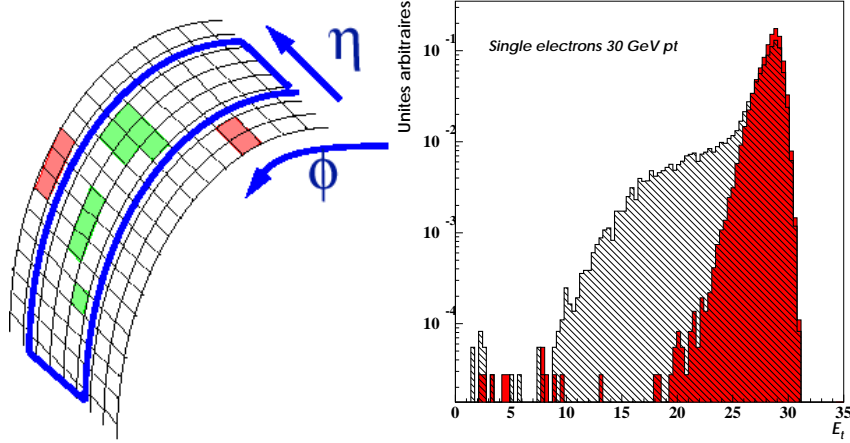 η
ϕ
Single electrons 30 GeV pt
Unites arbitraires
10⁻¹
10⁻²
10⁻³
10⁻⁴
0 5 10 15 20 25 30 35
Eₜ